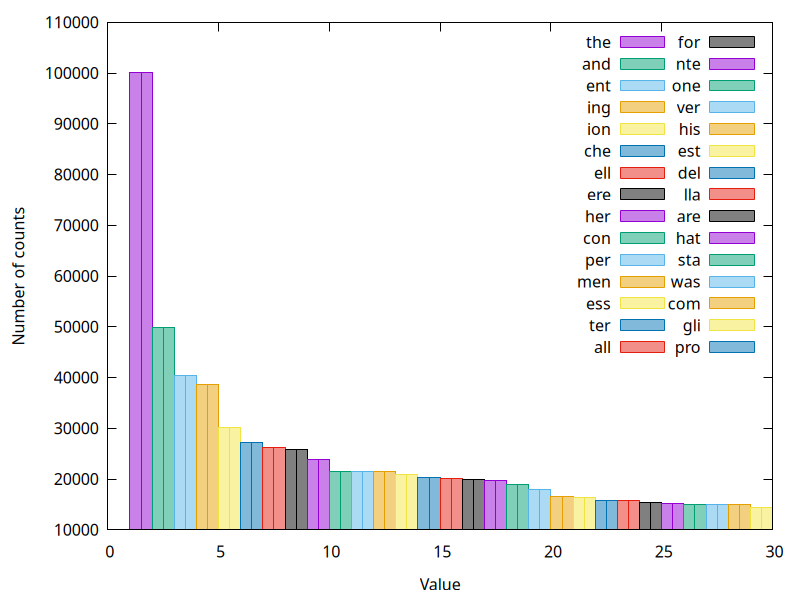 110000
100000
90000
80000
70000
60000
50000
40000
30000
20000
10000
0 5 10 15 20 25 30
Number of counts
Value
the for
and nte
ent one
ing ver
ion his
che est
ell del
ere lla
her are
con hat
per sta
men was
ess com
ter gli
all pro